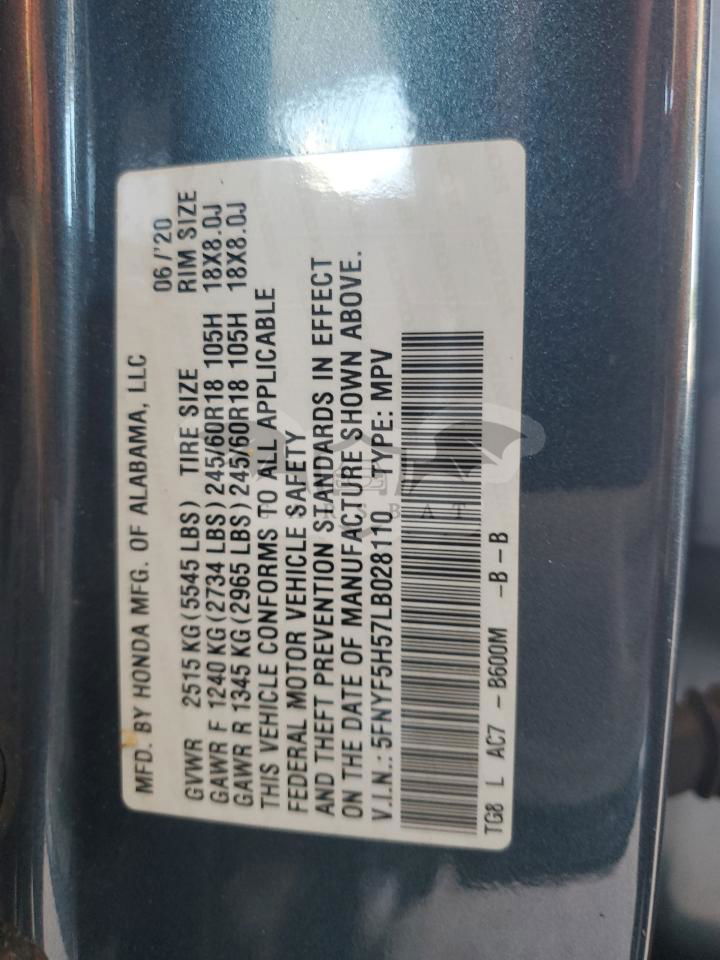 MFD. BY HONDA MFG. OF ALABAMA, LLC 06/'20
GVWR 2515 KG (5545 LBS) TIRE SIZE RIM SIZE
GAWR F 1240 KG (2734 LBS) 245/60R18 105H 18X8.0J
GAWR R 1345 KG (2965 LBS) 245/60R18 105H 18X8.0J
THIS VEHICLE CONFORMS TO ALL APPLICABLE
FEDERAL MOTOR VEHICLE SAFETY
AND THEFT PREVENTION STANDARDS IN EFFECT
ON THE DATE OF MANUFACTURE SHOWN ABOVE.
V.I.N.: 5FNYF5H57LB028110 TYPE: MPV
TG8 L AC7 - B600M -B-B